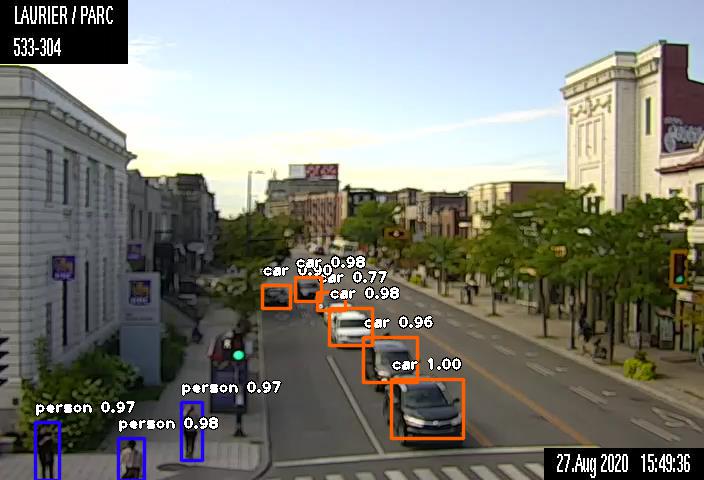 LAURIER / PARC
533-304
car 0.98
car 0.90
car 0.77
car 0.98
car 0.96
car 1.00
person 0.97
person 0.97
person 0.98
27.Aug 2020 15:49:36